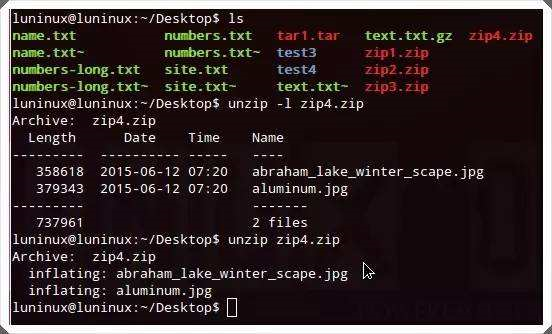 luninux@luninux:~/Desktop$ ls
name.txt numbers.txt tar1.tar text.txt.gz zip4.zip
name.txt~ numbers.txt~ test3 zip1.zip
numbers-long.txt site.txt test4 zip2.zip
numbers-long.txt~ site.txt~ text.txt~ zip3.zip
luninux@luninux:~/Desktop$ unzip -l zip4.zip
Archive:  zip4.zip
  Length      Date    Time    Name
---------  ---------- -----   ----
   358618  2015-06-12 07:20   abraham_lake_winter_scape.jpg
   379343  2015-06-12 07:20   aluminum.jpg
---------                     -------
   737961                     2 files
luninux@luninux:~/Desktop$ unzip zip4.zip
Archive:  zip4.zip
  inflating: abraham_lake_winter_scape.jpg
  inflating: aluminum.jpg
luninux@luninux:~/Desktop$